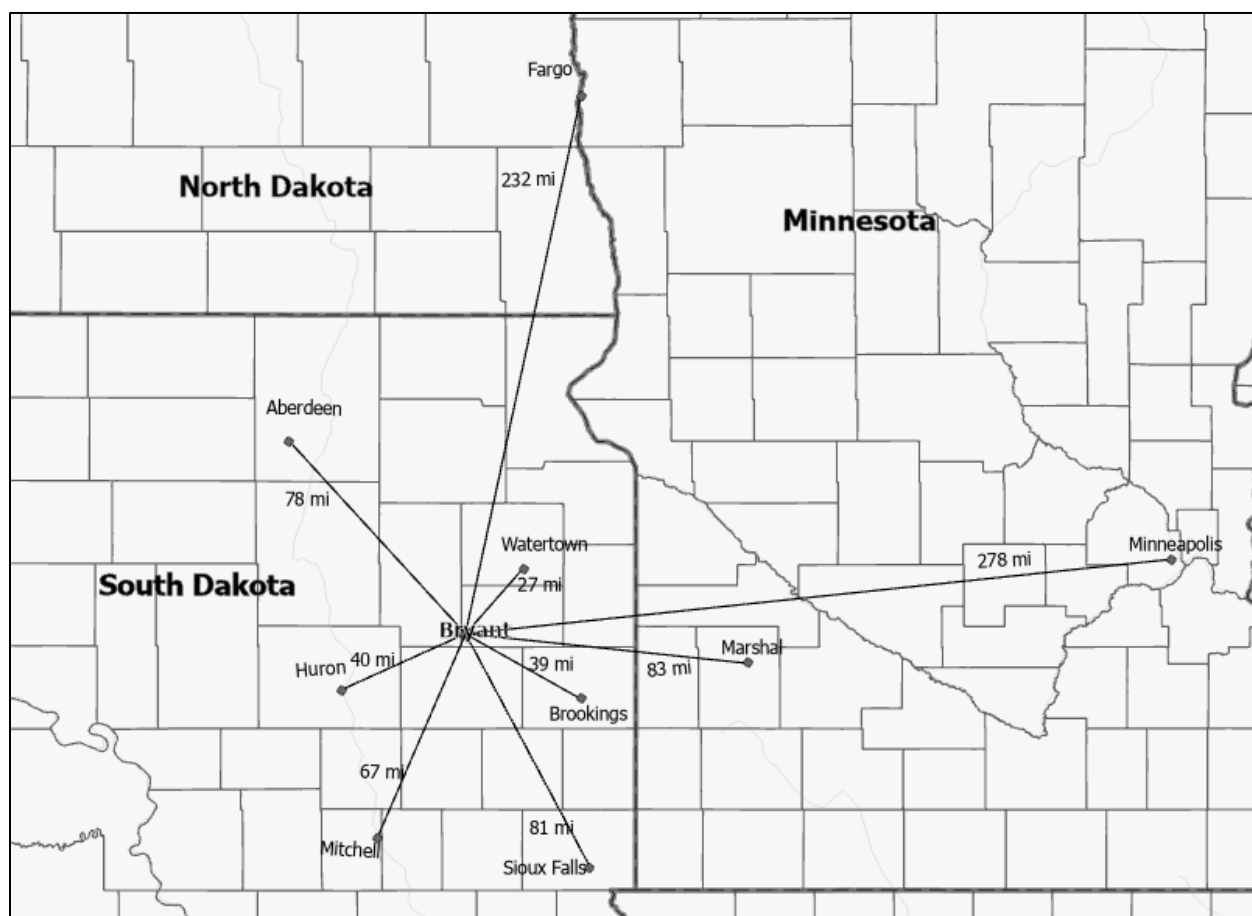 Fargo
232 mi
North Dakota
Minnesota
Aberdeen
78 mi
Watertown
27 mi
Minneapolis
278 mi
South Dakota
Bryant
Huron
40 mi
39 mi
Marshal
83 mi
Brookings
67 mi
81 mi
Mitchell
Sioux Falls